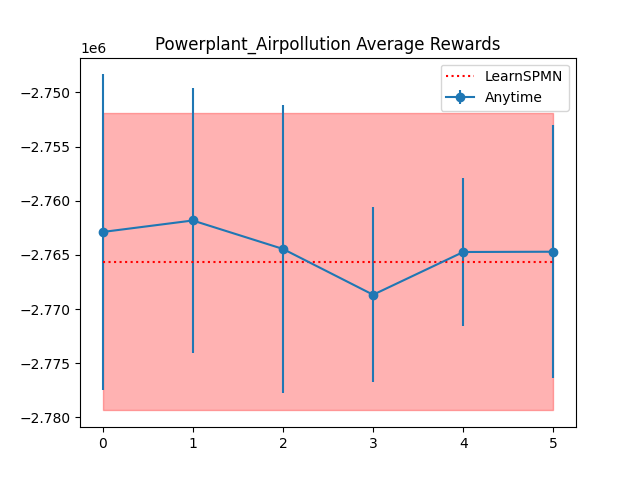 Powerplant_Airpollution Average Rewards
1e6
LearnSPMN
Anytime
−2.750
−2.755
−2.760
−2.765
−2.770
−2.775
−2.780
0 1 2 3 4 5